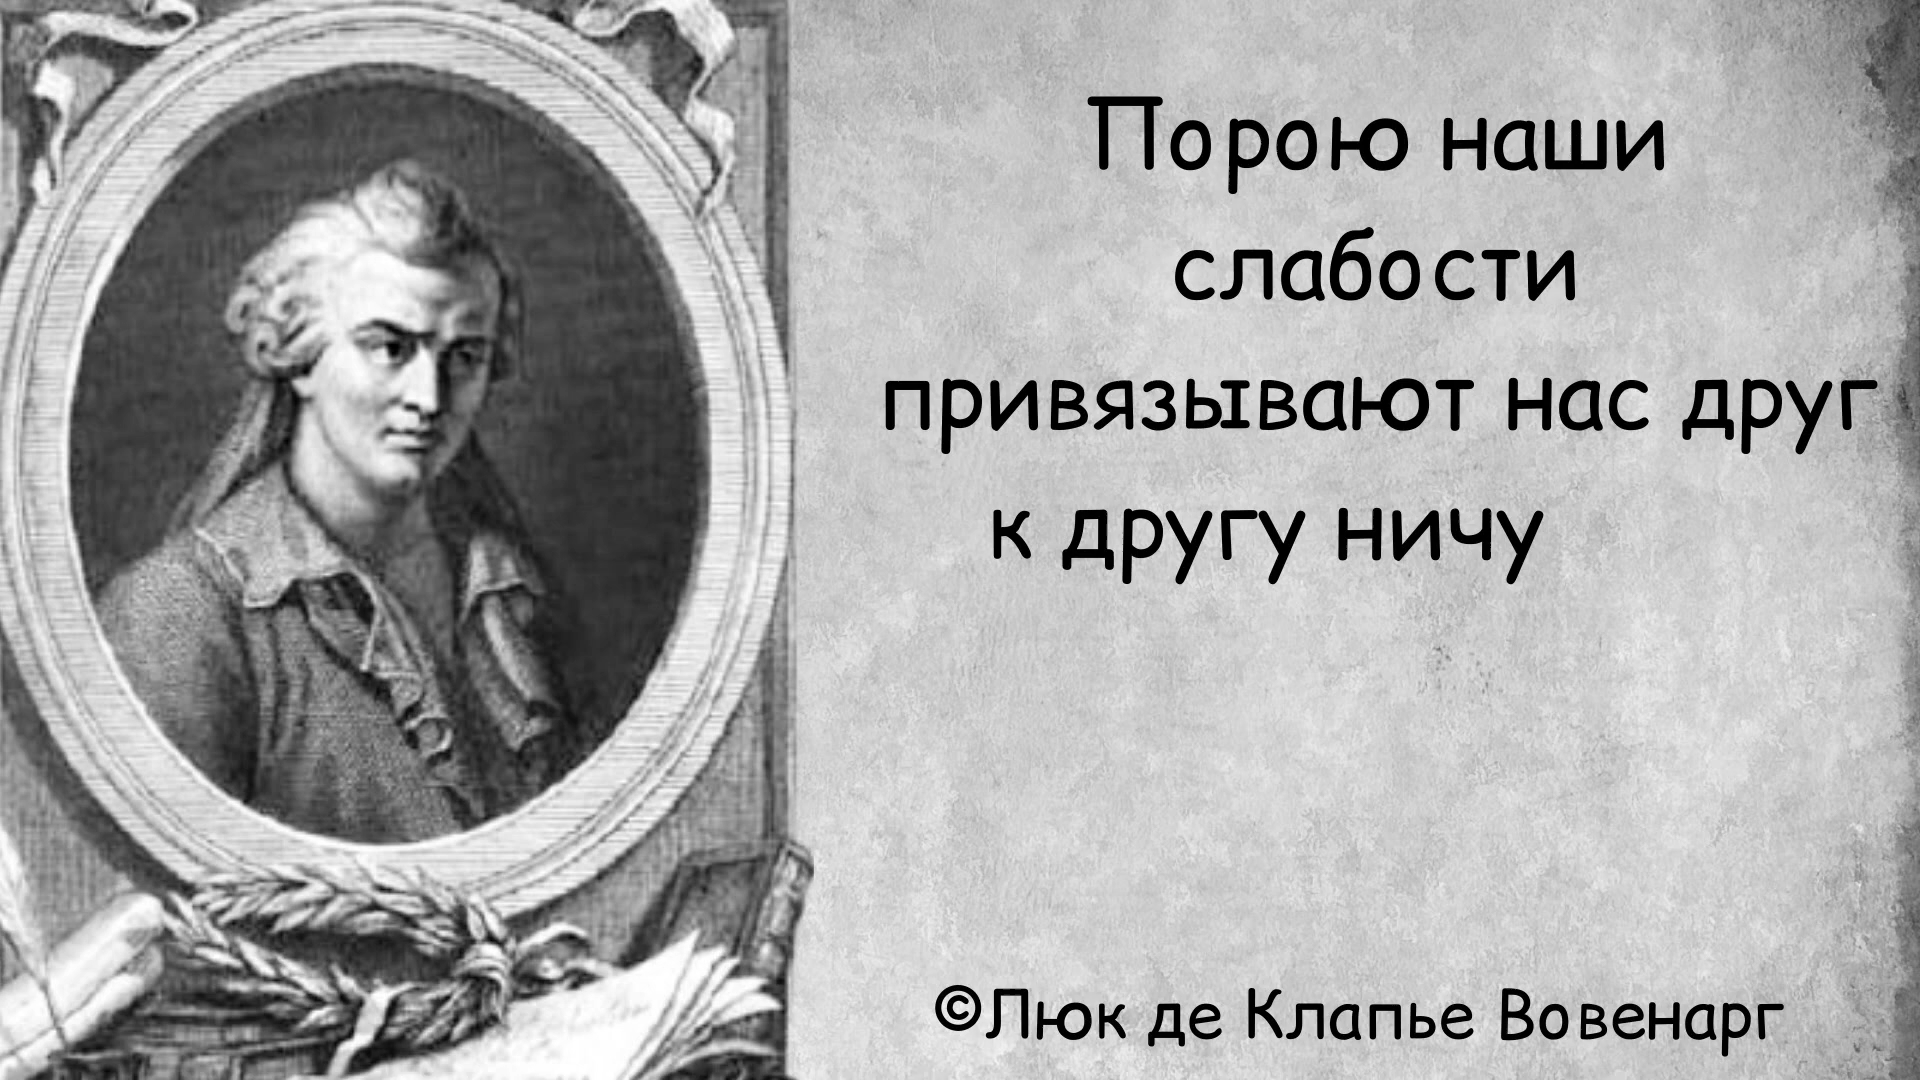 Порою наши
слабости
привязывают нас друг
к другу ничу
©Люк де Клапье Вовенарг